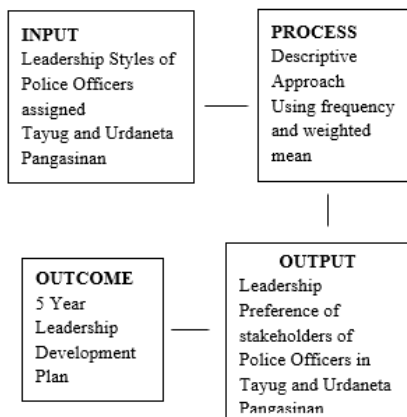 INPUT
Leadership Styles of
Police Officers
assigned
Tayug and Urdaneta
Pangasinan
PROCESS
Descriptive
Approach
Using frequency
and weighted
mean
OUTCOME
5 Year
Leadership
Development
Plan
OUTPUT
Leadership
Preference of
stakeholders of
Police Officers in
Tayug and Urdaneta
Pangasinan